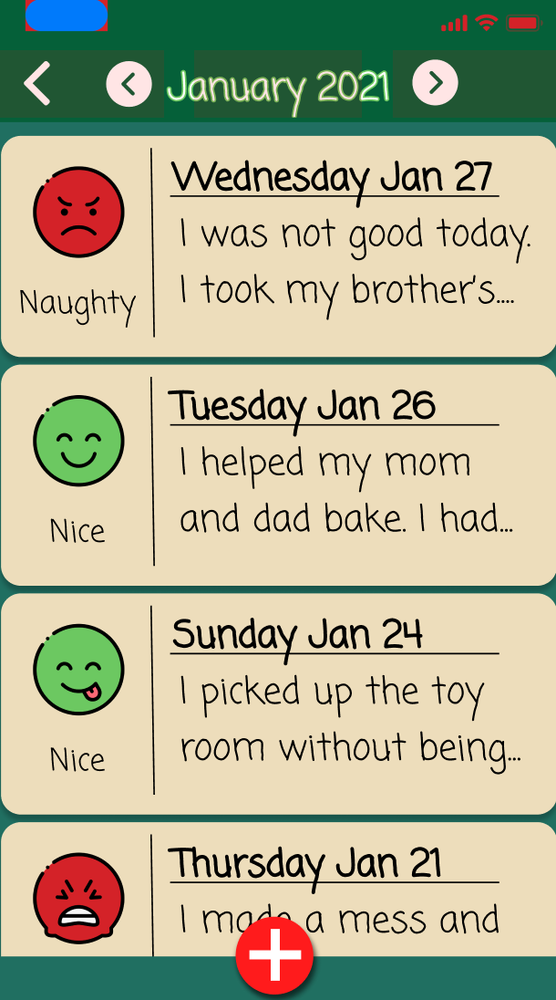 January 2021
Wednesday Jan 27
I was not good today.
I took my brother's....
Naughty
Tuesday Jan 26
I helped my mom
and dad bake. I had...
Nice
Sunday Jan 24
I picked up the toy
room without being...
Nice
Thursday Jan 21
I made a mess and